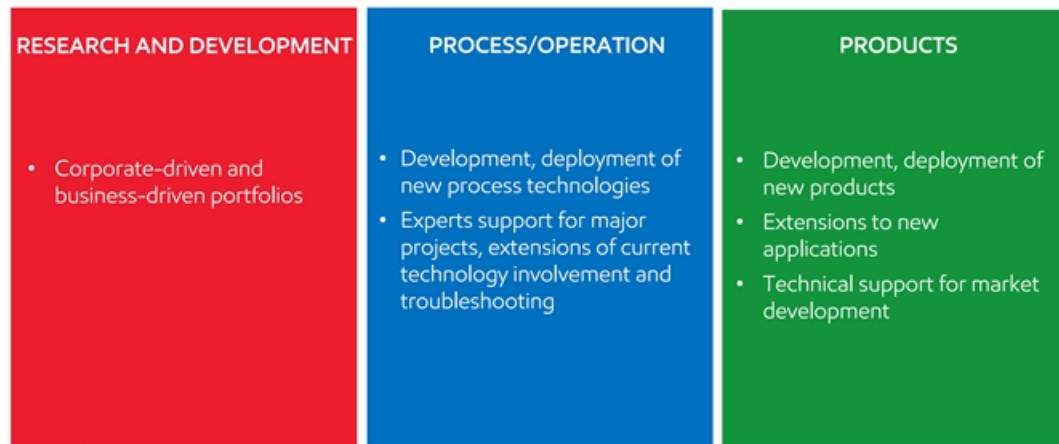 RESEARCH AND DEVELOPMENT
• Corporate-driven and
business-driven portfolios
PROCESS/OPERATION
• Development, deployment of
new process technologies
• Experts support for major
projects, extensions of current
technology involvement and
troubleshooting
PRODUCTS
• Development, deployment of
new products
• Extensions to new
applications
• Technical support for market
development